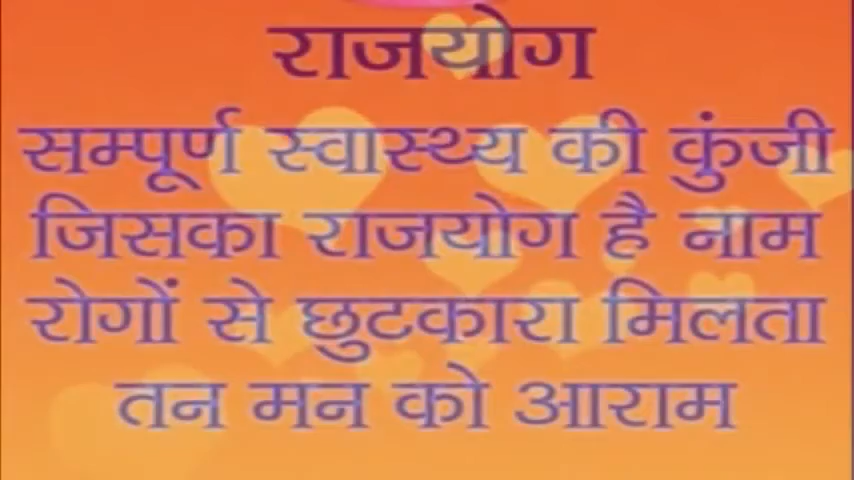 राजयोग
सम्पूर्ण स्वास्थ्य की कुंजी
जिसका राजयोग है नाम
रोगों से छुटकारा मिलता
तन मन को आराम